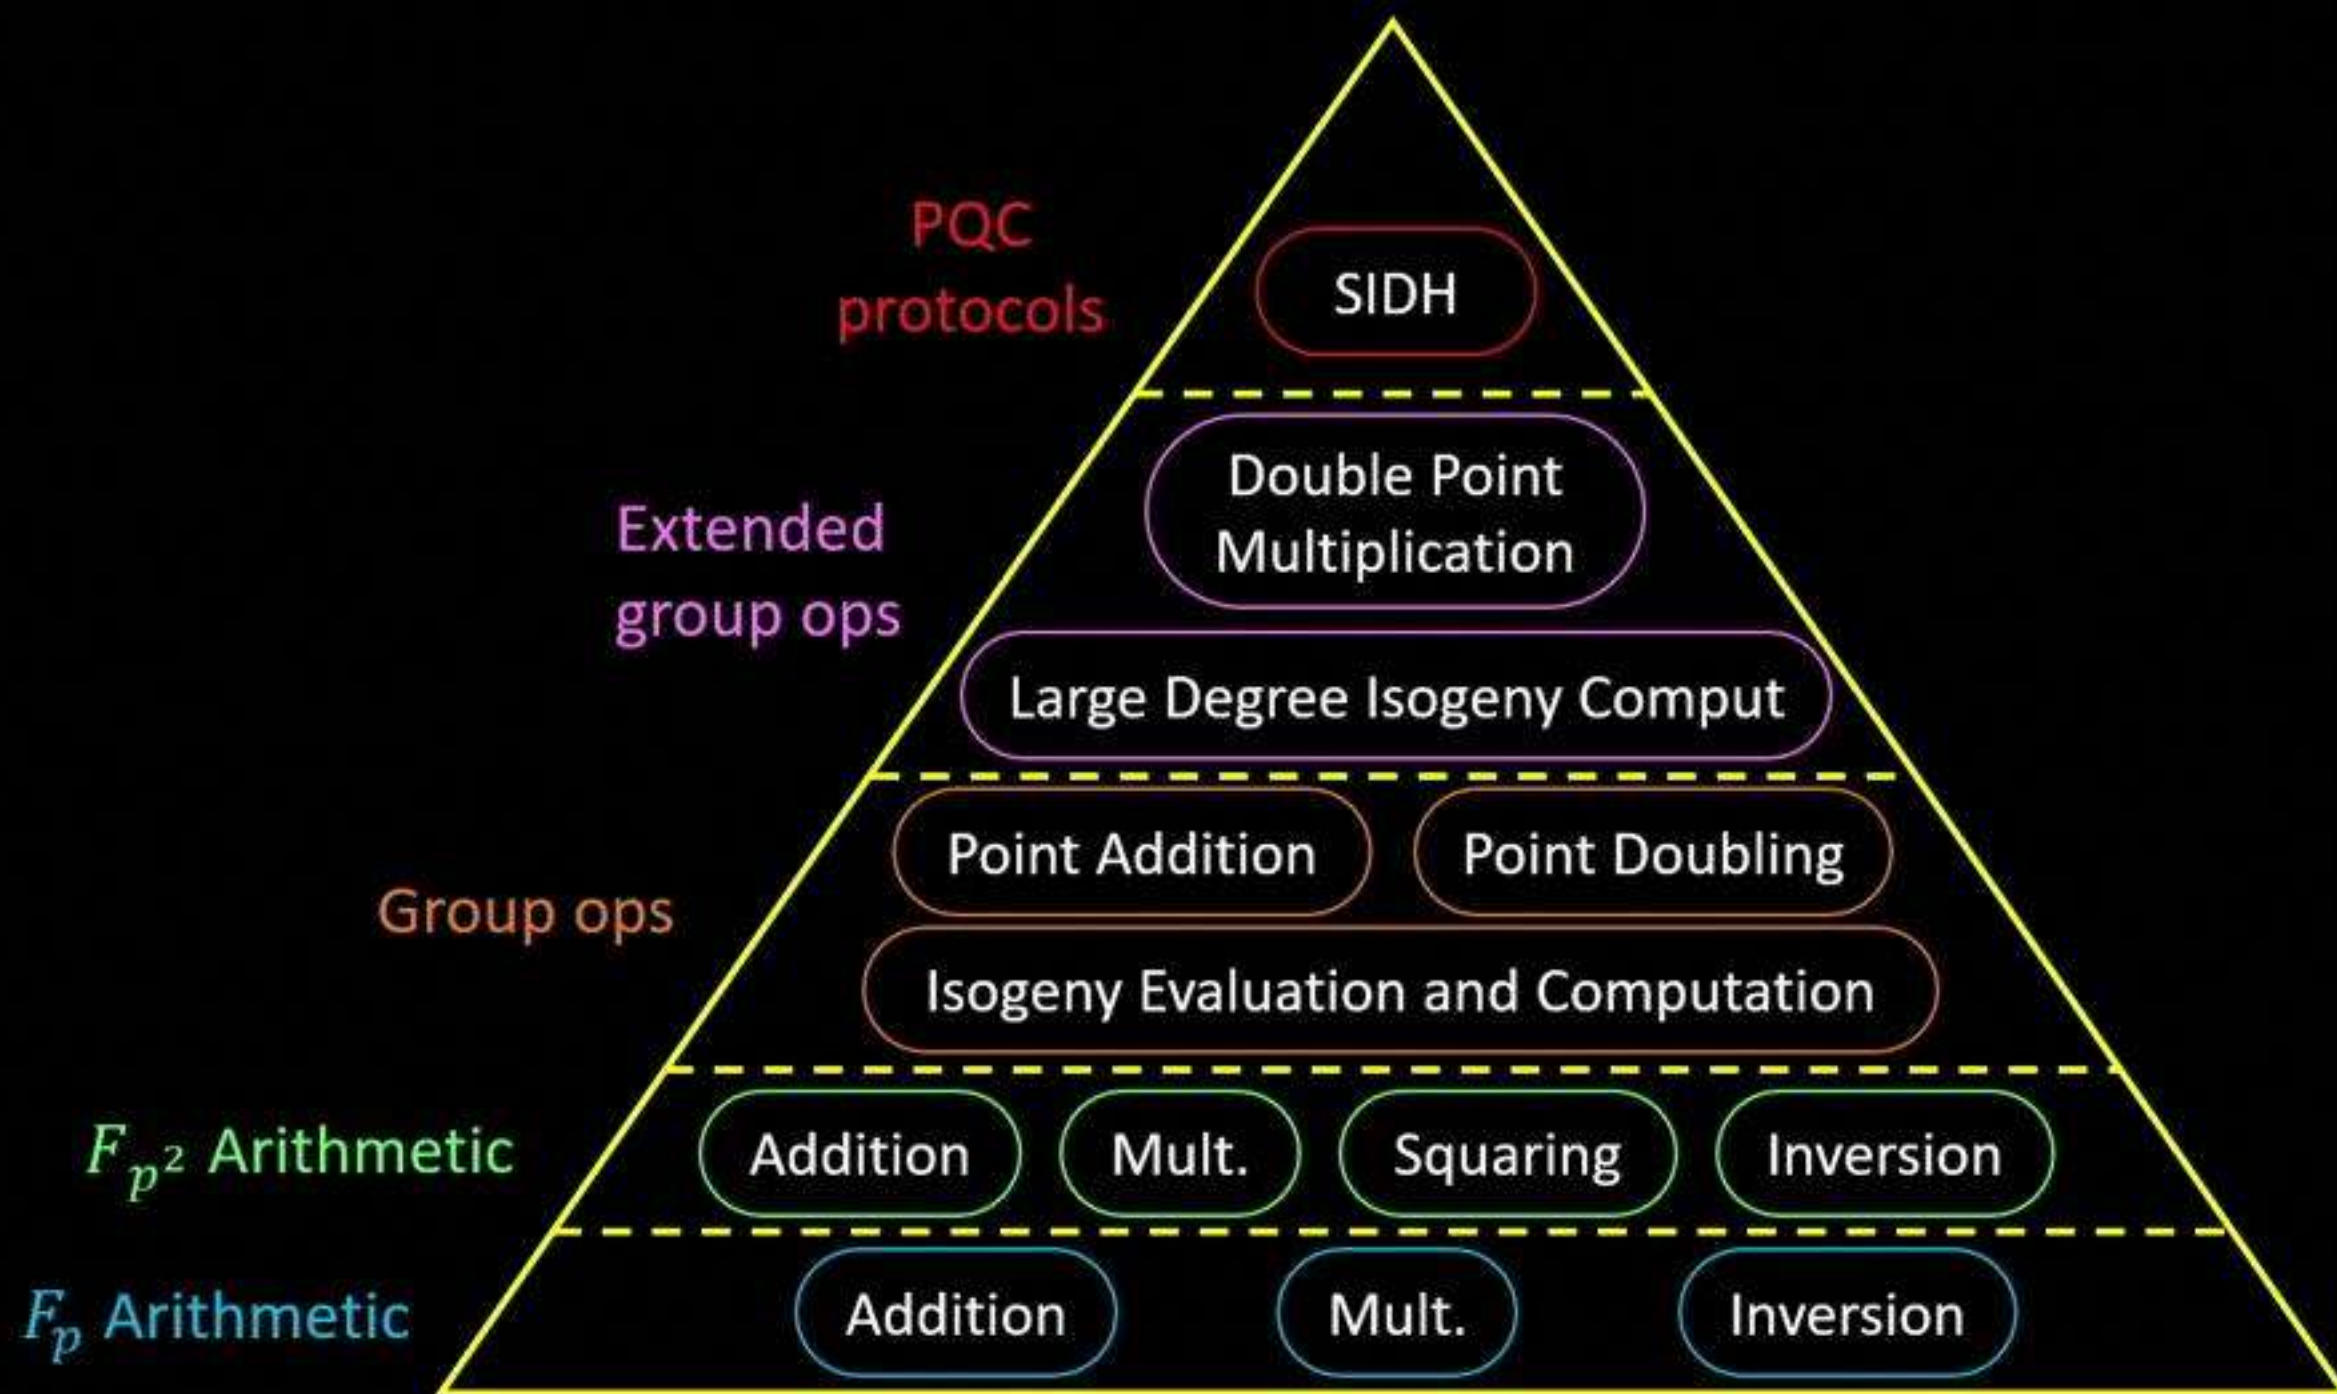 PQC
protocols
SIDH
Extended
group ops
Double Point
Multiplication
Large Degree Isogeny Comput
Group ops
Point Addition
Point Doubling
Isogeny Evaluation and Computation
F_{p^2} Arithmetic
Addition
Mult.
Squaring
Inversion
F_p Arithmetic
Addition
Mult.
Inversion